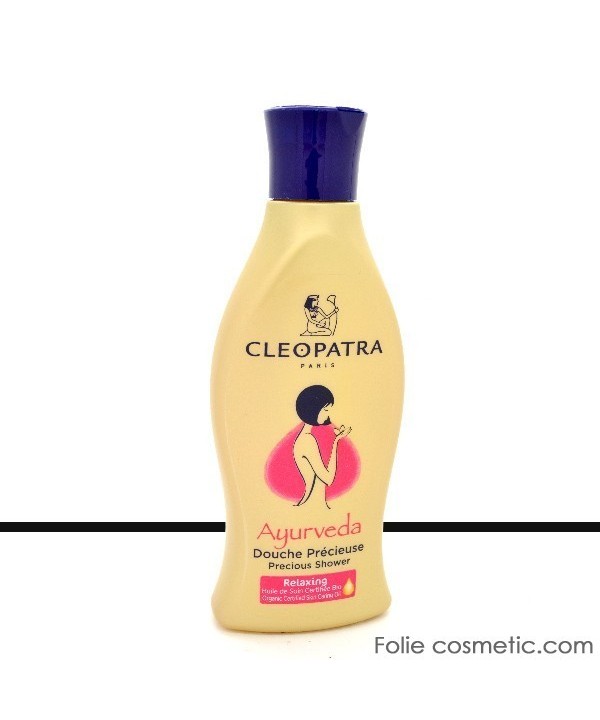 CLEOPATRA
PARIS
Ayurveda
Douche Précieuse
Precious Shower
Relaxing
Huile de Soin Certifiée Bio
Organic Certified Skin Caring Oil
Folie cosmetic.com